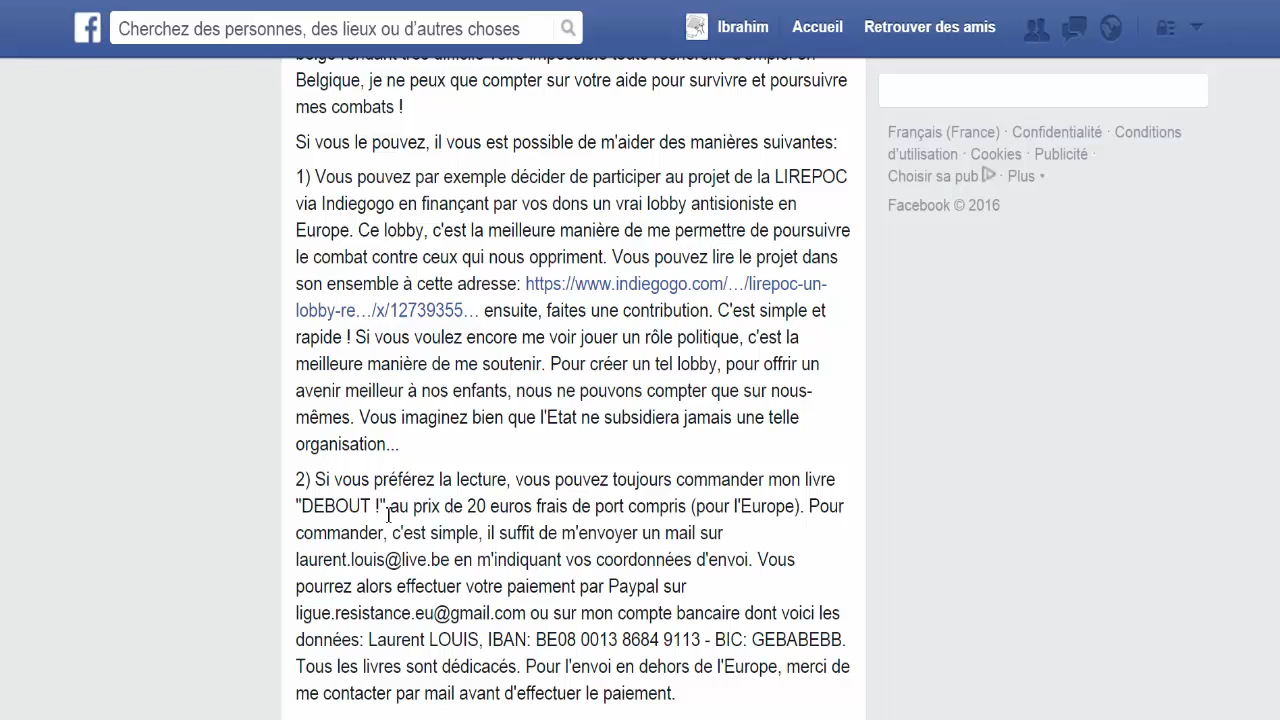 Cherchez des personnes, des lieux ou d'autres choses
Ibrahim
Accueil
Retrouver des amis
Belgique, je ne peux que compter sur votre aide pour survivre et poursuivre
mes combats !
Si vous le pouvez, il vous est possible de m'aider des manières suivantes:
1) Vous pouvez par exemple décider de participer au projet de la LIREPOC
via Indiegogo en finançant par vos dons un vrai lobby antisioniste en
Europe. Ce lobby, c'est la meilleure manière de me permettre de poursuivre
le combat contre ceux qui nous oppriment. Vous pouvez lire le projet dans
son ensemble à cette adresse: https://www.indiegogo.com/…/lirepoc-un-
lobby-re…/x/12739355… ensuite, faites une contribution. C'est simple et
rapide ! Si vous voulez encore me voir jouer un rôle politique, c'est la
meilleure manière de me soutenir. Pour créer un tel lobby, pour offrir un
avenir meilleur à nos enfants, nous ne pouvons compter que sur nous-
mêmes. Vous imaginez bien que l'Etat ne subsidiera jamais une telle
organisation...
2) Si vous préférez la lecture, vous pouvez toujours commander mon livre
"DEBOUT !" au prix de 20 euros frais de port compris (pour l'Europe). Pour
commander, c'est simple, il suffit de m'envoyer un mail sur
laurent.louis@live.be en m'indiquant vos coordonnées d'envoi. Vous
pourrez alors effectuer votre paiement par Paypal sur
ligue.resistance.eu@gmail.com ou sur mon compte bancaire dont voici les
données: Laurent LOUIS, IBAN: BE08 0013 8684 9113 - BIC: GEBABEBB.
Tous les livres sont dédicacés. Pour l'envoi en dehors de l'Europe, merci de
me contacter par mail avant d'effectuer le paiement.
Français (France) · Confidentialité · Conditions
d'utilisation · Cookies · Publicité ·
Choisir sa pub · Plus
Facebook © 2016